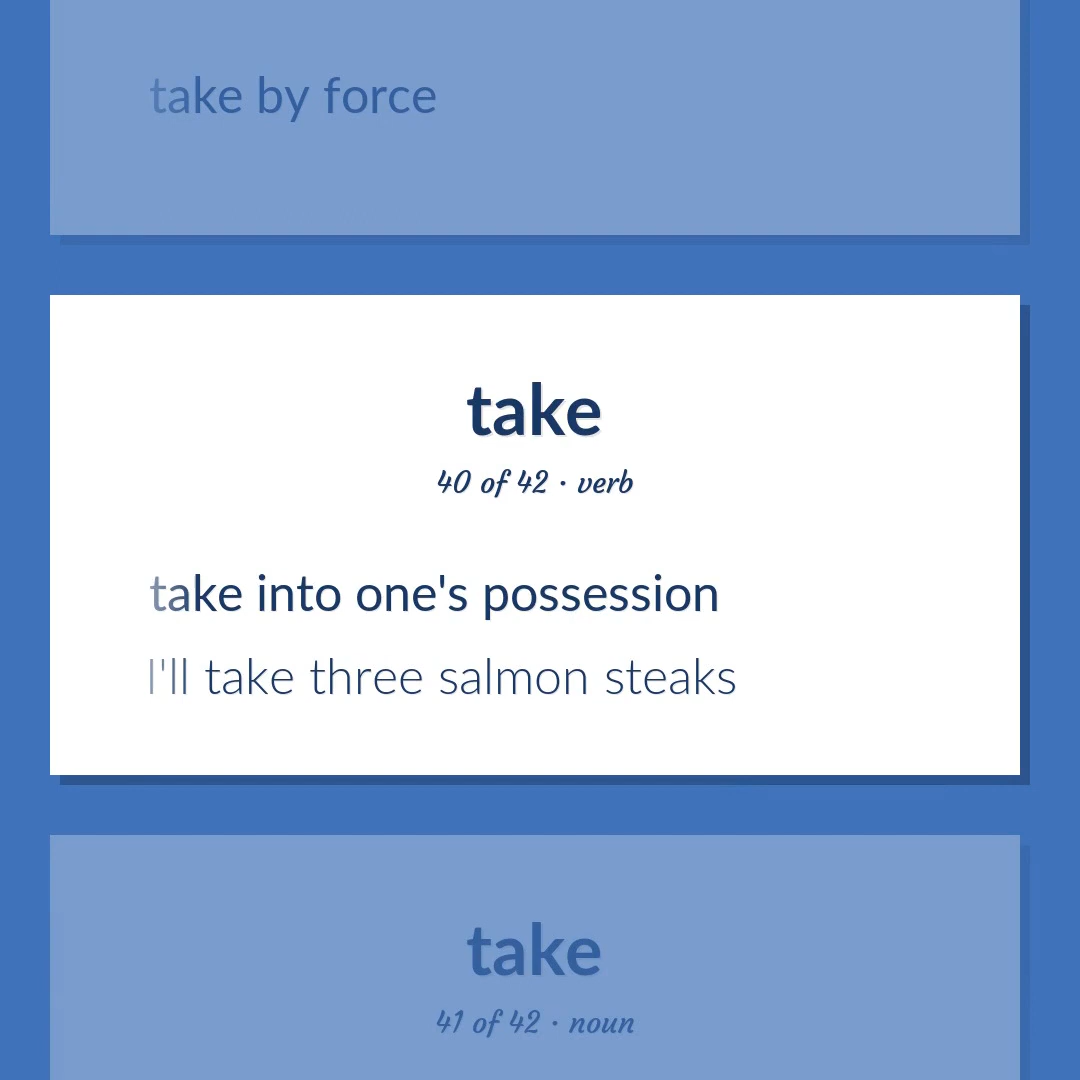 take by force
take
40 of 42 · verb
take into one's possession
I'll take three salmon steaks
take
41 of 42 · noun